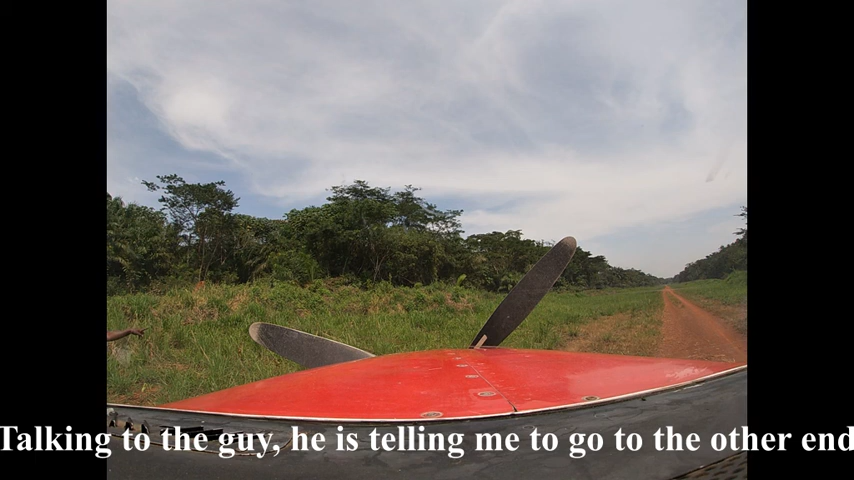 Talking to the guy, he is telling me to go to the other end